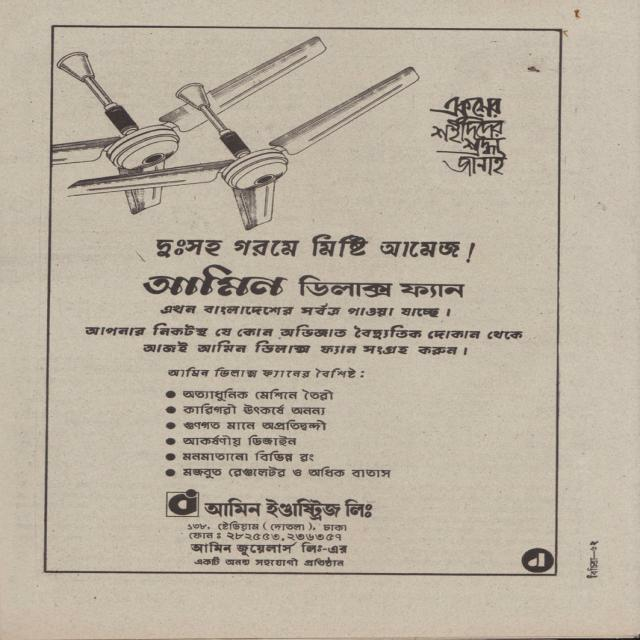 একুশের
শহীদদের
শ্রদ্ধা
জানাই
দুঃসহ গরমে মিষ্টি আমেজ!
আমিন ডিলাক্স ফ্যান
এখন বাংলাদেশের সর্বত্র পাওয়া যাচ্ছে।
আপনার নিকটস্থ যে কোন অভিজাত বৈদ্যুতিক দোকান থেকে
আজই আমিন ডিলাক্স ফ্যান সংগ্রহ করুন।
আমিন ডিলাক্স ফ্যানের বৈশিষ্ট:
● অত্যাধুনিক মেশিনে তৈরী
● কারিগরী উৎকর্ষে অনন্য
● গুণগত মানে অপ্রতিদ্বন্দী
● আকর্ষণীয় ডিজাইন
● মনমাতানো বিভিন্ন রং
● মজবুত রেগুলেটর ও অধিক বাতাস
আমিন ইণ্ডাষ্ট্রিজ লিঃ
১৩৮, ষ্টেডিয়াম (দোতলা), ঢাকা
ফোন: ২৮২৫৫৩, ২৩৬৩৫৭
আমিন জুয়েলার্স লিঃ-এর
একটি অনন্য সহযোগী প্রতিষ্ঠান